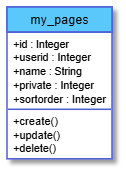 my_pages
+id : Integer
+userid : Integer
+name : String
+private : Integer
+sortorder : Integer
+create()
+update()
+delete()